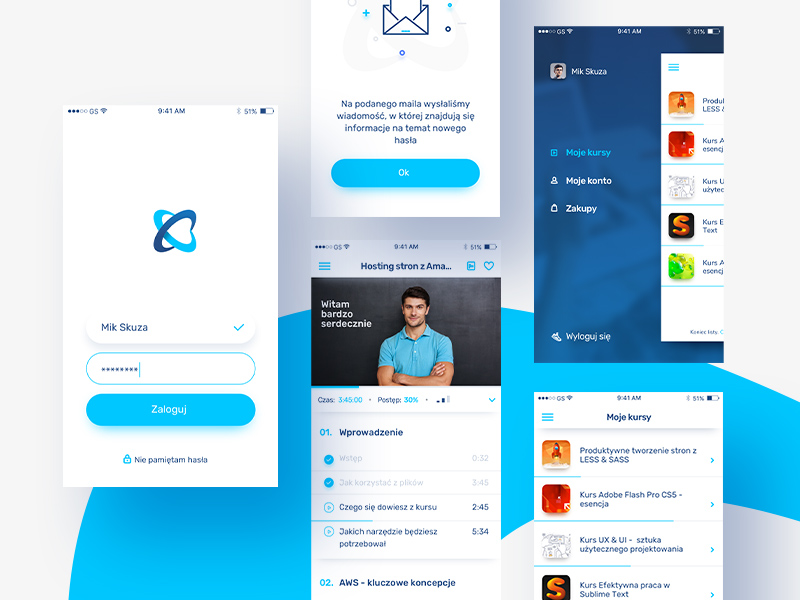 GS
9:41 AM
51%
Mik Skuza
********
Zaloguj
Nie pamiętam hasła
Na podanego maila wysłaliśmy
wiadomość, w której znajdują się
informacje na temat nowego
hasła
Ok
GS
9:41 AM
51%
Hosting stron z Ama...
Witam
bardzo
serdecznie
Czas: 3:45:00 • Postęp: 30% •
01. Wprowadzenie
Wstęp 0:32
Jak korzystać z plików 3:45
Czego się dowiesz z kursu 2:45
Jakich narzędzie będziesz 5:34
potrzebował
02. AWS - kluczowe koncepcje
GS
9:41 AM
51%
Mik Skuza
Moje kursy
Moje konto
Zakupy
Wyloguj się
Produk
LESS &
Kurs A
esencj
Kurs U
użytec
Kurs E
Text
Kurs A
esencj
Koniec listy.
GS
9:41 AM
51%
Moje kursy
Produktywne tworzenie stron z
LESS & SASS
Kurs Adobe Flash Pro CS5 -
esencja
Kurs UX & UI - sztuka
użytecznego projektowania
Kurs Efektywna praca w
Sublime Text